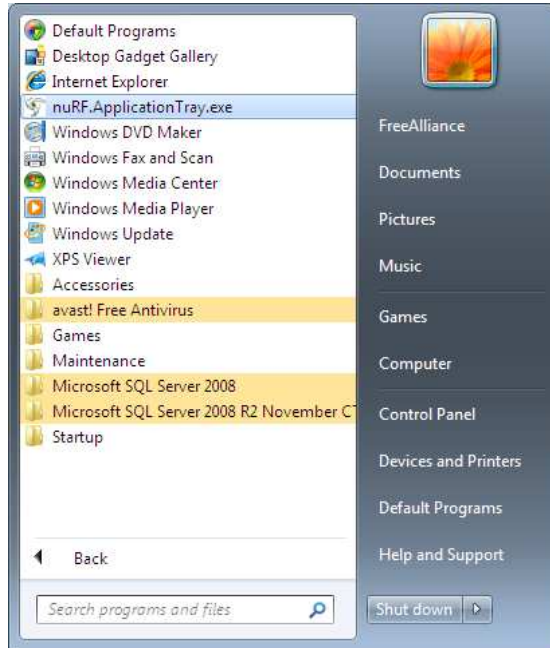 Default Programs
Desktop Gadget Gallery
Internet Explorer
nuRF.ApplicationTray.exe
Windows DVD Maker
Windows Fax and Scan
Windows Media Center
Windows Media Player
Windows Update
XPS Viewer
Accessories
avast! Free Antivirus
Games
Maintenance
Microsoft SQL Server 2008
Microsoft SQL Server 2008 R2 November CT
Startup
Back
Search programs and files
FreeAlliance
Documents
Pictures
Music
Games
Computer
Control Panel
Devices and Printers
Default Programs
Help and Support
Shut down